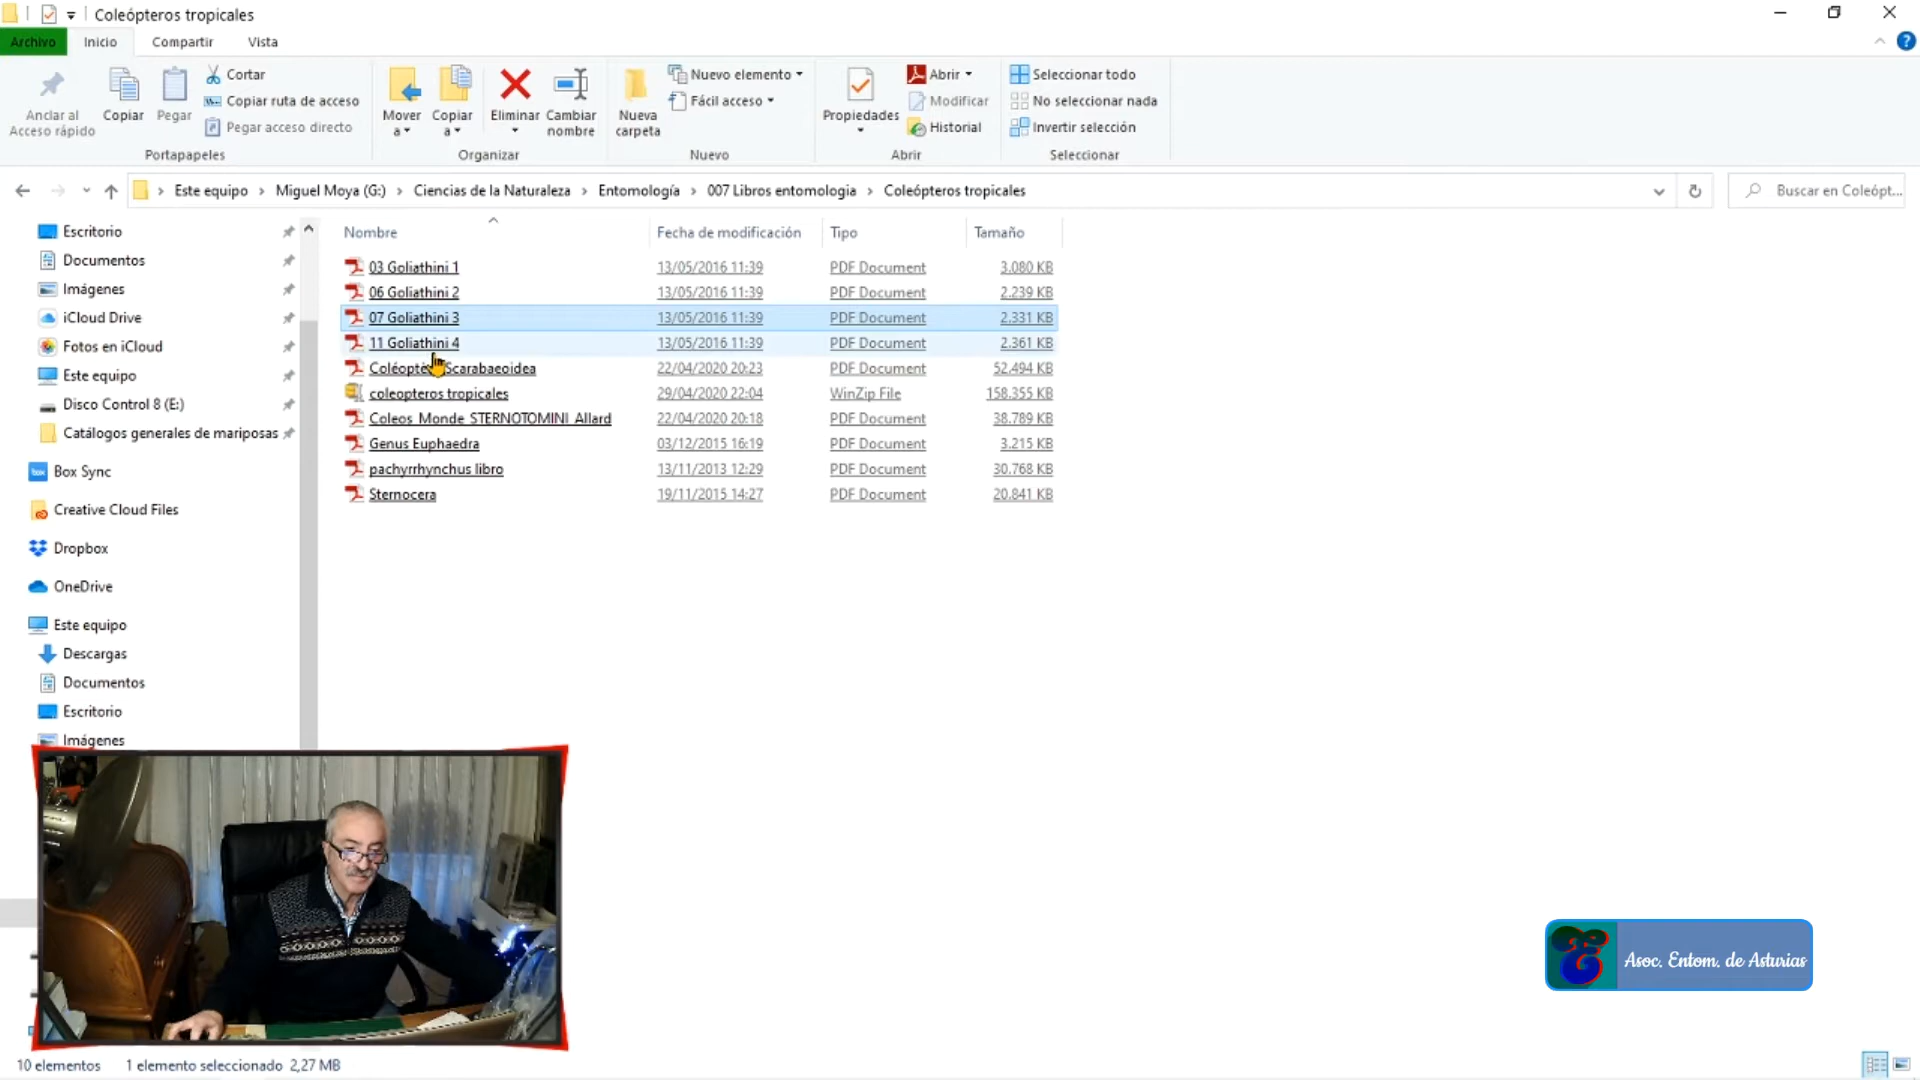 Coleópteros tropicales
Archivo Inicio Compartir Vista
Anclar al Acceso rápido
Copiar
Pegar
Cortar
Copiar ruta de acceso
Pegar acceso directo
Portapapeles
Mover a
Copiar a
Eliminar
Cambiar nombre
Organizar
Nueva carpeta
Nuevo elemento
Fácil acceso
Nuevo
Propiedades
Abrir
Modificar
Historial
Abrir
Seleccionar todo
No seleccionar nada
Invertir selección
Seleccionar
Este equipo > Miguel Moya (G:) > Ciencias de la Naturaleza > Entomología > 007 Libros entomologia > Coleópteros tropicales
Buscar en Coleópt...
Escritorio
Documentos
Imágenes
iCloud Drive
Fotos en iCloud
Este equipo
Disco Control 8 (E:)
Catálogos generales de mariposas
Box Sync
Creative Cloud Files
Dropbox
OneDrive
Este equipo
Descargas
Documentos
Escritorio
Imágenes
Nombre Fecha de modificación Tipo Tamaño
03 Goliathini 1 13/05/2016 11:39 PDF Document 3.080 KB
06 Goliathini 2 13/05/2016 11:39 PDF Document 2.239 KB
07 Goliathini 3 13/05/2016 11:39 PDF Document 2.331 KB
11 Goliathini 4 13/05/2016 11:39 PDF Document 2.361 KB
Scarabaeoidea 22/04/2020 20:23 PDF Document 52.494 KB
coleopteros tropicales 29/04/2020 22:04 WinZip File 158.355 KB
Coleos_Monde_STERNOTOMINI_Allard 22/04/2020 20:18 PDF Document 38.789 KB
Genus Euphaedra 03/12/2015 16:19 PDF Document 3.215 KB
pachyrrhynchus libro 13/11/2013 12:29 PDF Document 30.768 KB
Sternocera 19/11/2015 14:27 PDF Document 20.841 KB
Asoc. Entom. de Asturias
10 elementos 1 elemento seleccionado 2,27 MB